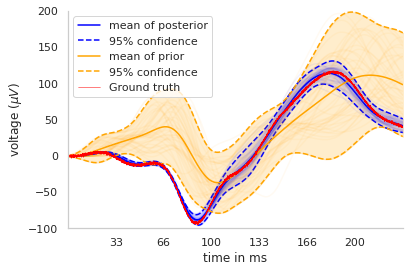 200
150
100
50
0
−50
−100
voltage (μV)
mean of posterior
95% confidence
mean of prior
95% confidence
Ground truth
33 66 100 133 166 200
time in ms